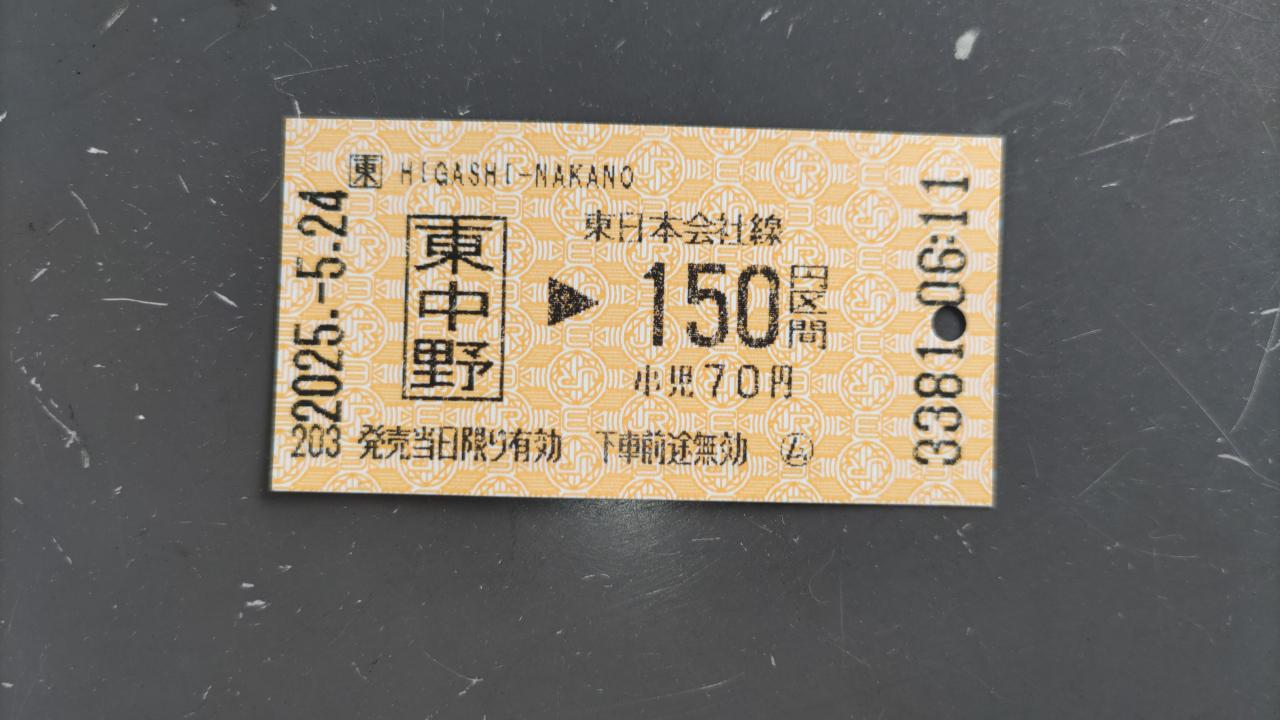 東 HIGASHI-NAKANO
2025.-5.24
東中野
東日本会社線
▶ 150円区間
小児70円
203 発売当日限り有効 下車前途無効 ム
3381 06:11